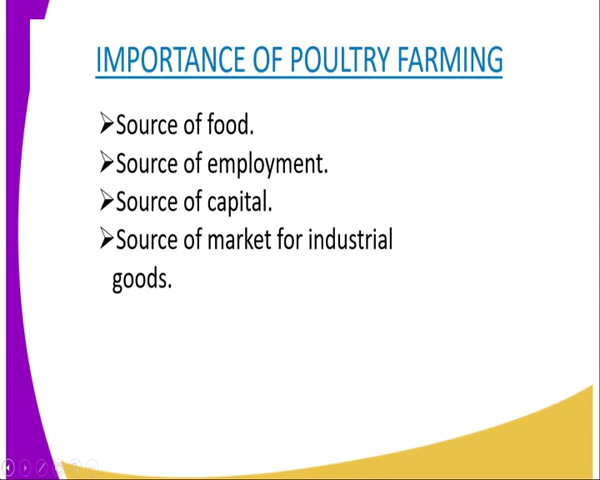 IMPORTANCE OF POULTRY FARMING
➢Source of food.
➢Source of employment.
➢Source of capital.
➢Source of market for industrial
goods.